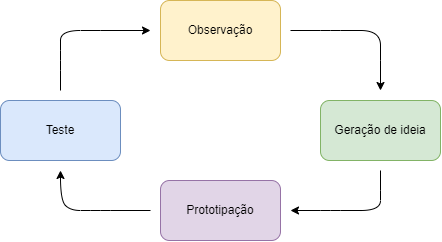 Observação
Teste
Geração de ideia
Prototipação